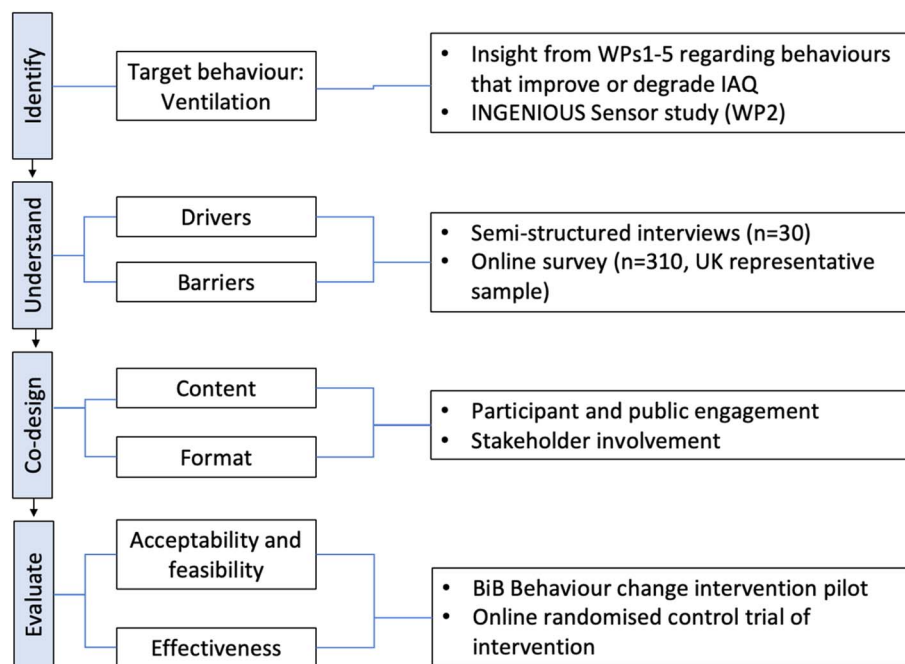 Identify
Target behaviour:
Ventilation
• Insight from WPs1-5 regarding behaviours
that improve or degrade IAQ
• INGENIOUS Sensor study (WP2)
Understand
Drivers
Barriers
• Semi-structured interviews (n=30)
• Online survey (n=310, UK representative
sample)
Co-design
Content
Format
• Participant and public engagement
• Stakeholder involvement
Evaluate
Acceptability and
feasibility
Effectiveness
• BiB Behaviour change intervention pilot
• Online randomised control trial of
intervention